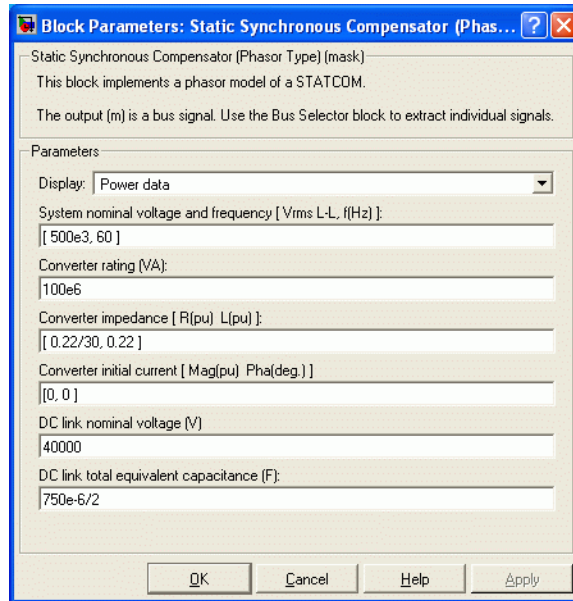 Block Parameters: Static Synchronous Compensator (Phas...
Static Synchronous Compensator (Phasor Type) (mask)
This block implements a phasor model of a STATCOM.
The output (m) is a bus signal. Use the Bus Selector block to extract individual signals.
Parameters
Display: Power data
System nominal voltage and frequency [ Vrms L-L, f(Hz) ]:
[ 500e3, 60 ]
Converter rating (VA):
100e6
Converter impedance [ R(pu) L(pu) ]:
[ 0.22/30, 0.22 ]
Converter initial current [ Mag(pu) Pha(deg.) ]
[0, 0 ]
DC link nominal voltage (V)
40000
DC link total equivalent capacitance (F):
750e-6/2
OK Cancel Help Apply